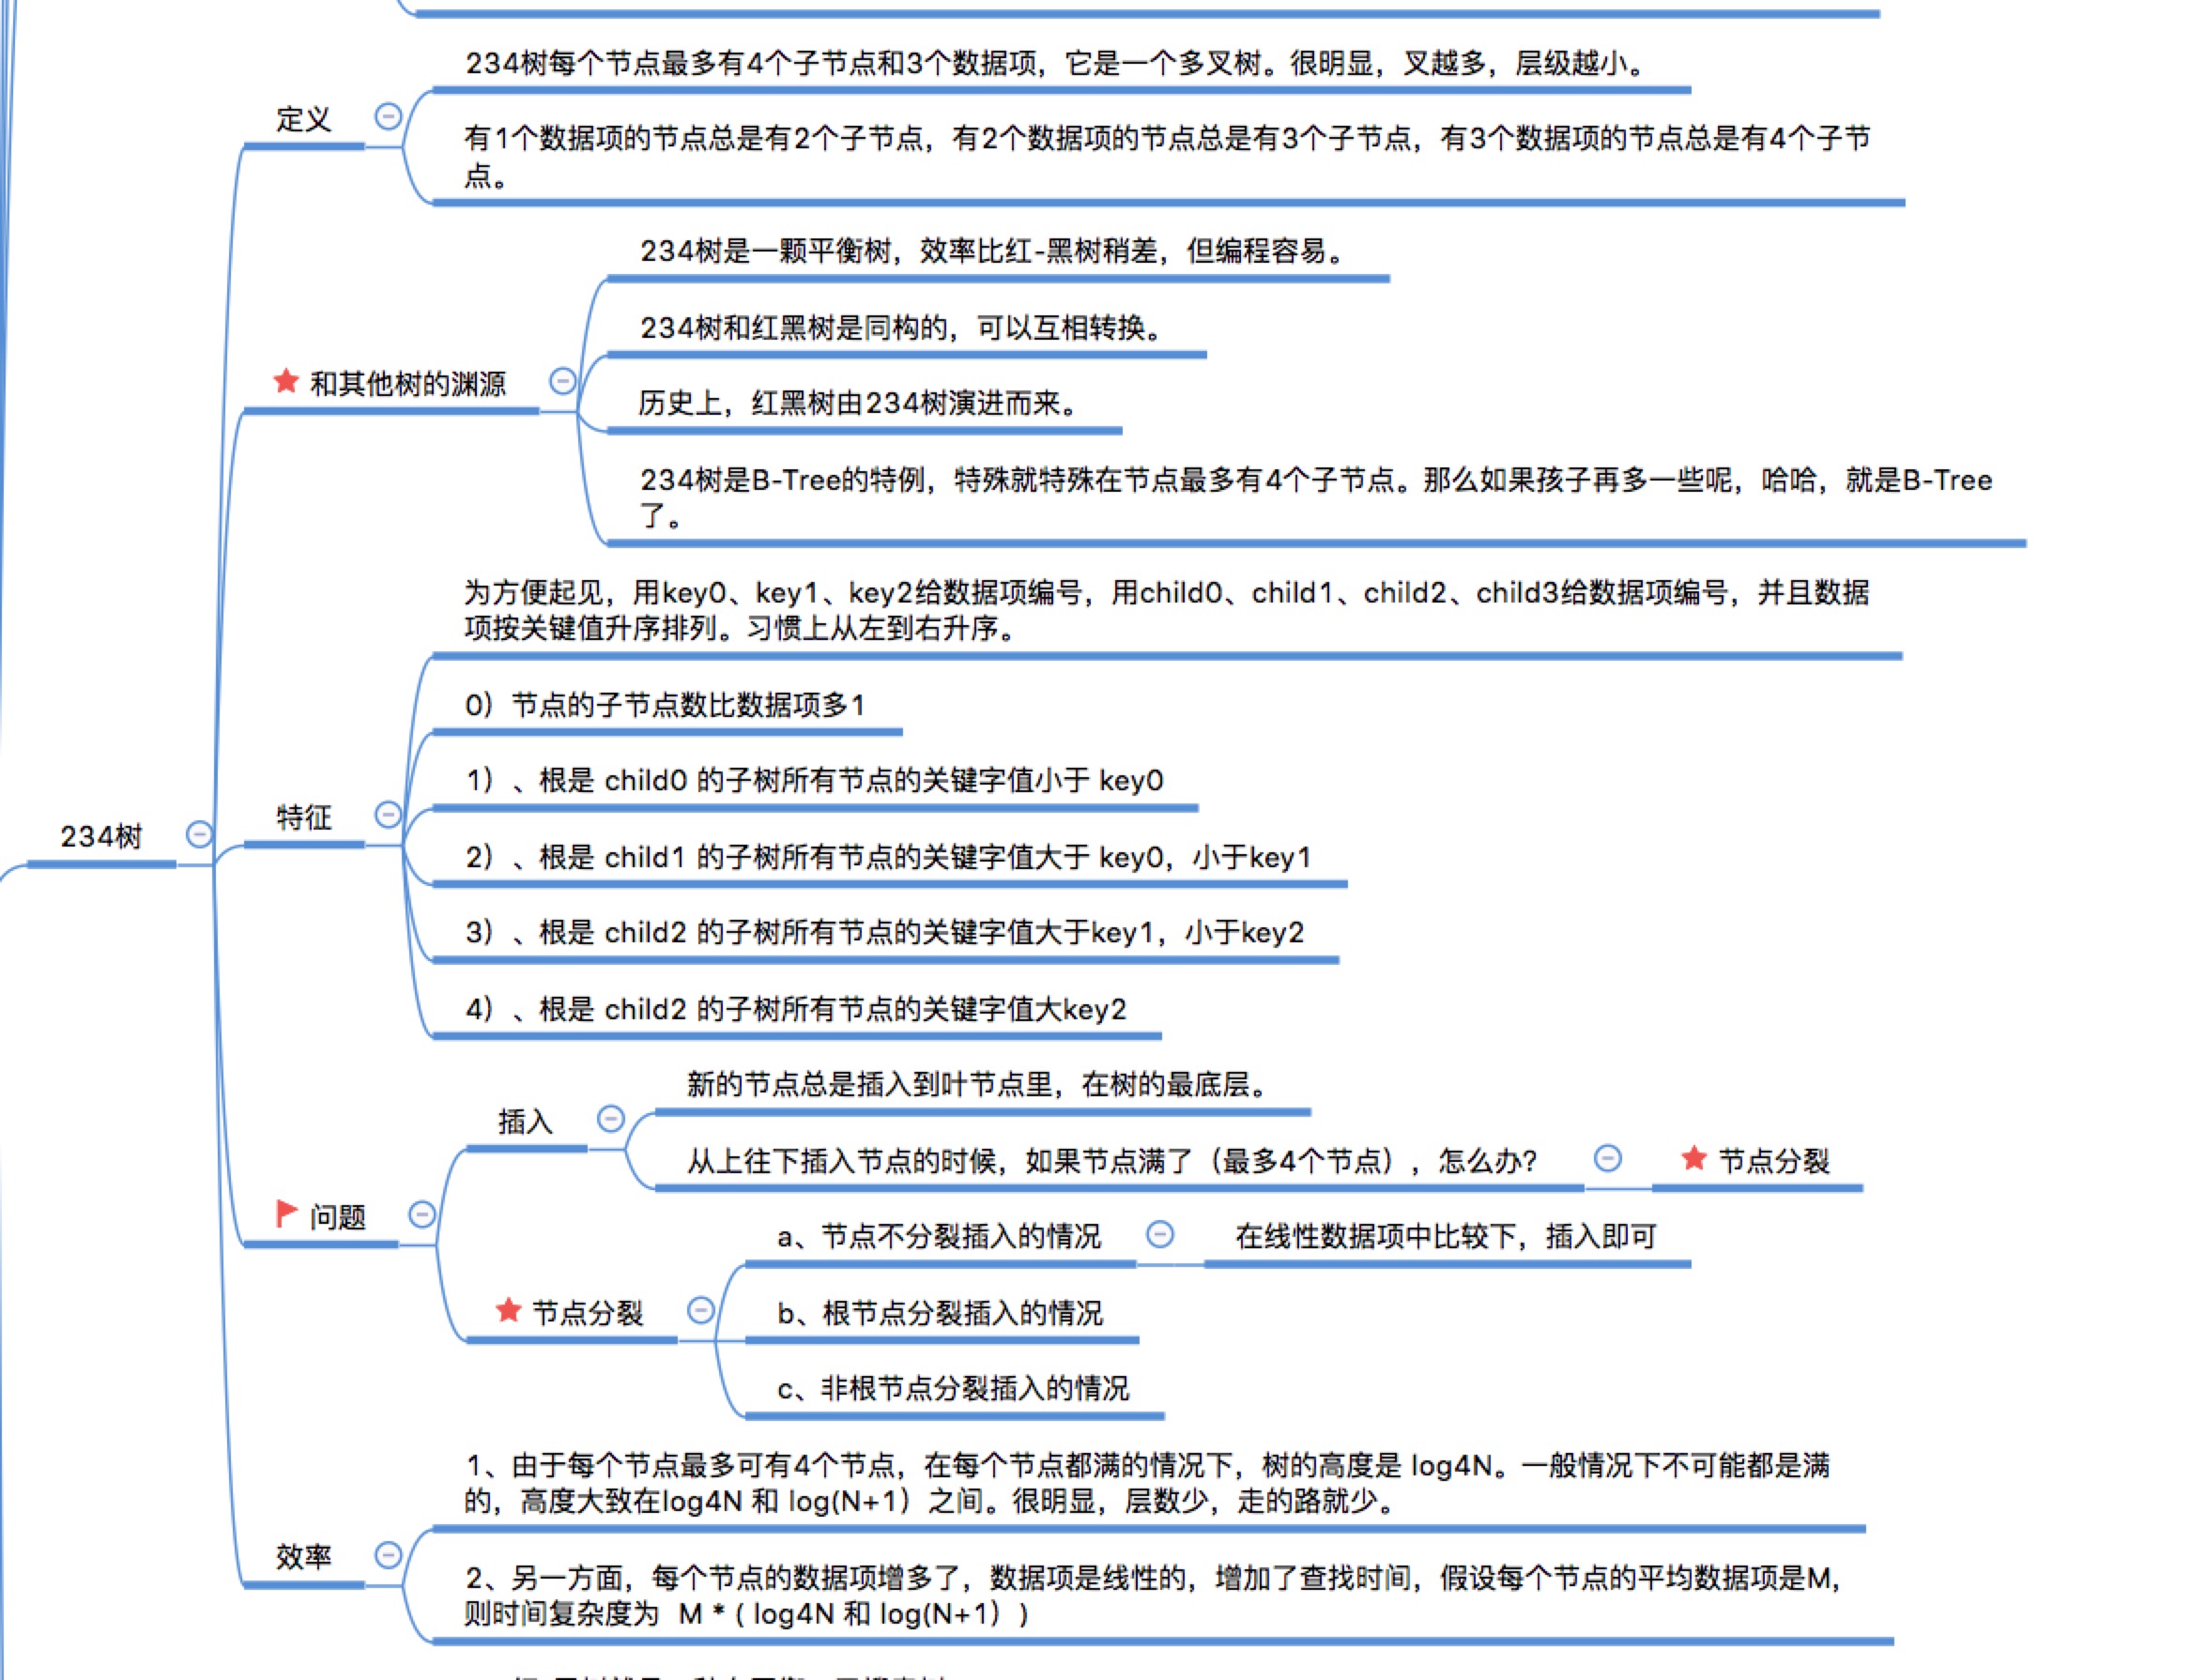 234树每个节点最多有4个子节点和3个数据项，它是一个多叉树。很明显，叉越多，层级越小。
定义
有1个数据项的节点总是有2个子节点，有2个数据项的节点总是有3个子节点，有3个数据项的节点总是有4个子节
点。
234树是一颗平衡树，效率比红-黑树稍差，但编程容易。
234树和红黑树是同构的，可以互相转换。
和其他树的渊源
历史上，红黑树由234树演进而来。
234树是B-Tree的特例，特殊就特殊在节点最多有4个子节点。那么如果孩子再多一些呢，哈哈，就是B-Tree
了。
为方便起见，用key0、key1、key2给数据项编号，用child0、child1、child2、child3给数据项编号，并且数据
项按关键值升序排列。习惯上从左到右升序。
0）节点的子节点数比数据项多1
1）、根是 child0 的子树所有节点的关键字值小于 key0
特征
234树
2）、根是 child1 的子树所有节点的关键字值大于 key0，小于key1
3）、根是 child2 的子树所有节点的关键字值大于key1，小于key2
4）、根是 child2 的子树所有节点的关键字值大key2
新的节点总是插入到叶节点里，在树的最底层。
插入
从上往下插入节点的时候，如果节点满了（最多4个节点），怎么办？
节点分裂
问题
a、节点不分裂插入的情况
在线性数据项中比较下，插入即可
节点分裂
b、根节点分裂插入的情况
c、非根节点分裂插入的情况
1、由于每个节点最多可有4个节点，在每个节点都满的情况下，树的高度是 log4N。一般情况下不可能都是满
的，高度大致在log4N 和 log(N+1）之间。很明显，层数少，走的路就少。
效率
2、另一方面，每个节点的数据项增多了，数据项是线性的，增加了查找时间，假设每个节点的平均数据项是M，
则时间复杂度为  M * ( log4N 和 log(N+1））